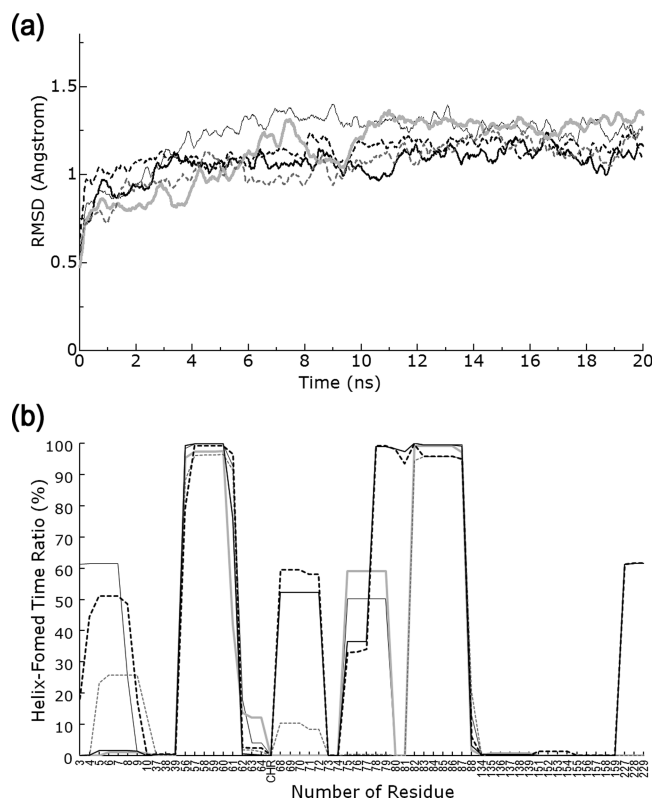 (a)
1.5
1
0.5
0
RMSD (Angstrom)
0 2 4 6 8 10 12 14 16 18 20
Time (ns)
(b)
100
90
80
70
60
50
40
30
20
10
0
Helix-Fomed Time Ratio (%)
3 4 5 6 7 8 9 10 37 38 39 56 57 58 59 60 61 62 63 64 CHR 68 69 70 71 72 73 74 75 76 77 78 79 80 81 82 83 84 85 86 87 88 134 135 136 137 138 139 151 152 153 154 155 156 157 158 159 227 228 229
Number of Residue